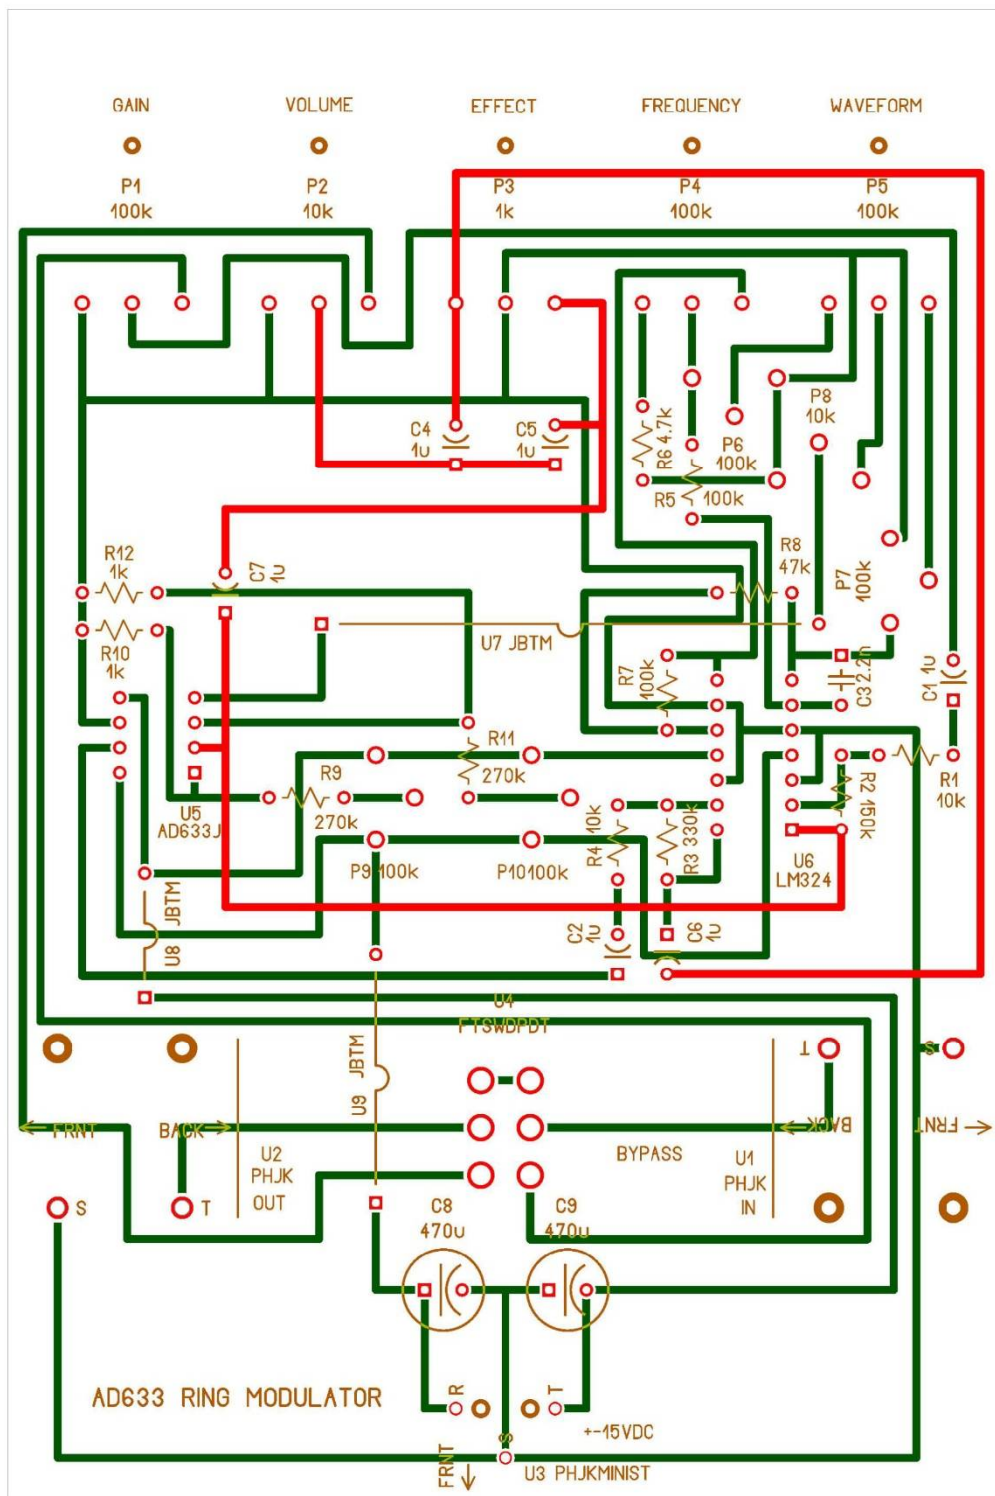 GAIN VOLUME EFFECT FREQUENCY WAVEFORM
P1 P2 P3 P4 P5
100k 10k 1k 100k 100k
P8
10k
C4
1u
C5
1u
R6 4.7k
P6
100k
R5
100k
R12
1k
C7
1u
R8
47k
P7
100k
U7 JBTM
R10
1k
R7
100k
C3 2.2n
C1 1u
R11
270k
R9
270k
U5
AD633J
R4 10k
R3 330k
R2 150k
R1
10k
U6
LM324
P9 100k
P10 100k
U8 JBTM
C2
1u
C6
1u
U4
FTSWDPDT
U9 JBTM
T
S
FRNT
BACK
BACK
FRNT
U2
PHJK
OUT
BYPASS
U1
PHJK
IN
S
T
C8
470u
C9
470u
AD633 RING MODULATOR
R
T
+-15VDC
S
FRNT
U3 PHJKMINIST